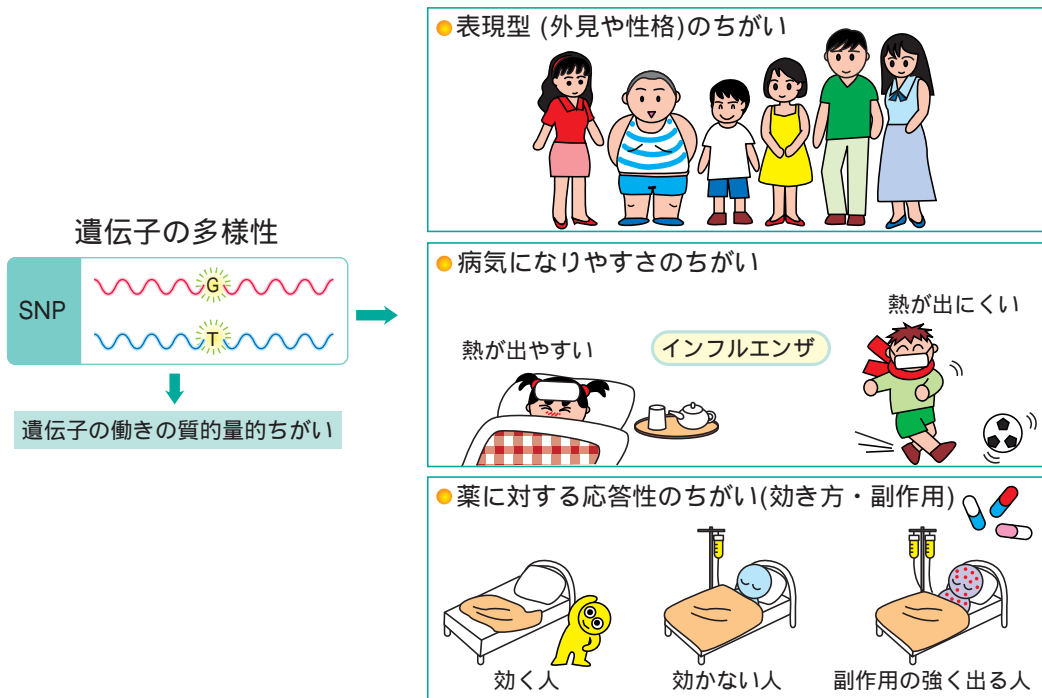 遺伝子の多様性
SNP
G
T
遺伝子の働きの質的量的ちがい
表現型 (外見や性格)のちがい
病気になりやすさのちがい
熱が出やすい
インフルエンザ
熱が出にくい
薬に対する応答性のちがい(効き方・副作用)
効く人
効かない人
副作用の強く出る人